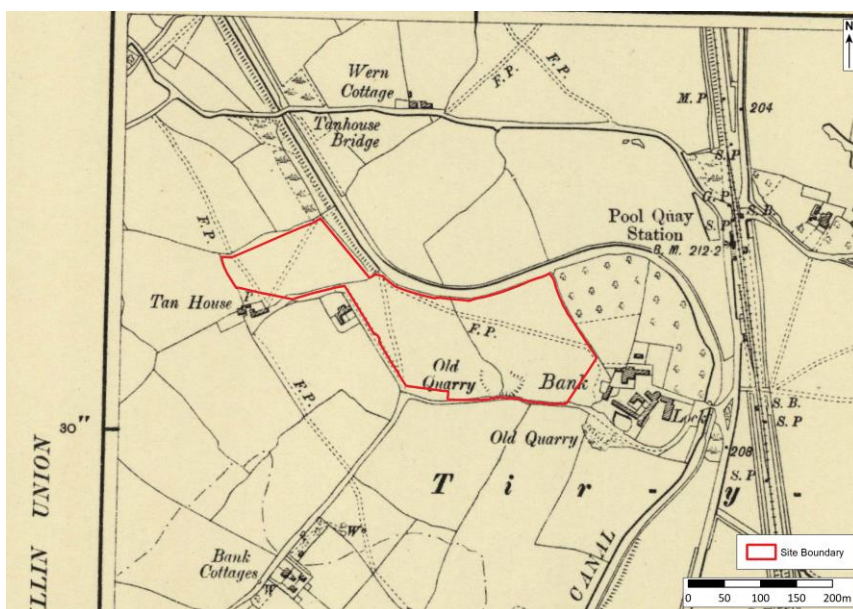 N
Wern
Cottage
F. P.
F. P.
M. P
204
Tanhouse
Bridge
S. P
G. P
Pool Quay
Station
S. P
S. B.
B. M. 212·2
F. P.
Tan House
F. P.
Old
Quarry
Bank
F. P.
Lock
S. B.
S. P
30"
Old Quarry
208
S. P
T i r - y -
LLIN UNION
W
Bank
Cottages
W
CANAL
Site Boundary
0 50 100 150 200m